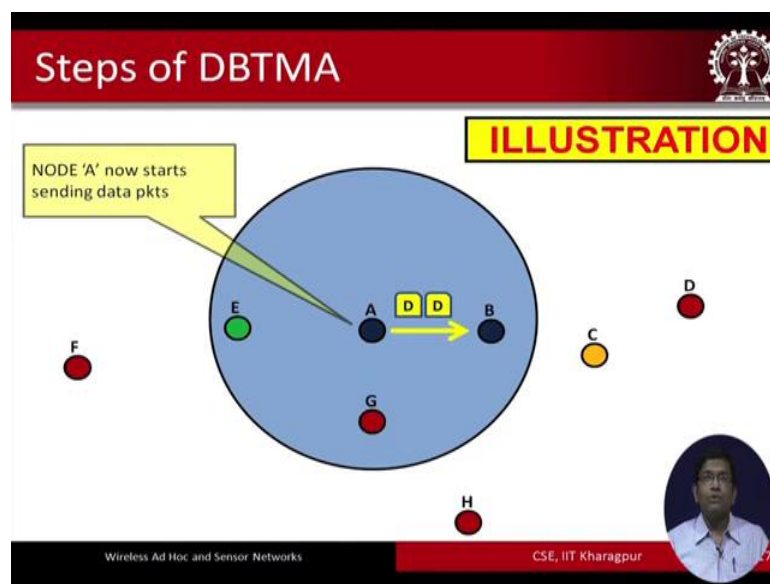 Steps of DBTMA
ILLUSTRATION
NODE 'A' now starts
sending data pkts
E
A
D D
B
D
F
C
G
H
Wireless Ad Hoc and Sensor Networks
CSE, IIT Kharagpur